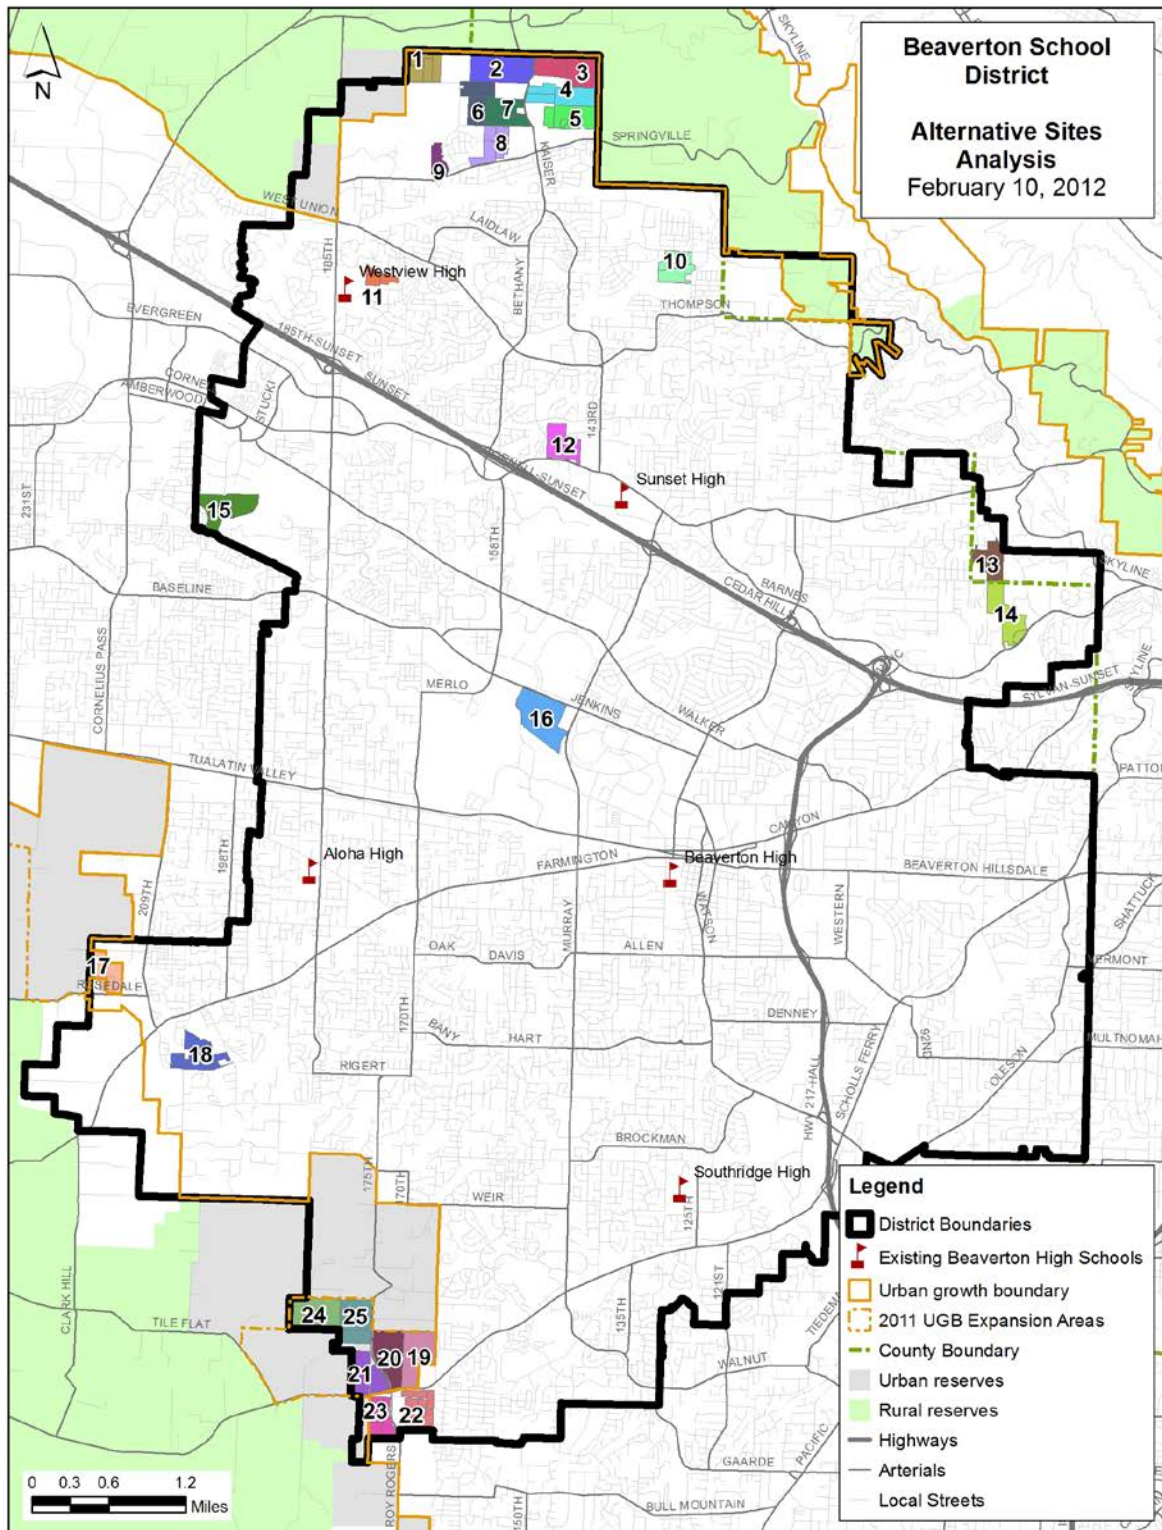 Beaverton School
District
Alternative Sites
Analysis
February 10, 2012
N
SKYLINE
SKYLINE
1
2
3
4
5
6
7
8
9
SPRINGVILLE
KAISER
WEST UNION
LAIDLAW
185TH
BETHANY
10
Westview High
11
THOMPSON
EVERGREEN
185TH-SUNSET
SUNSET
AMBERWOOD
STUCKI
143RD
12
Sunset High
231ST
15
158TH
13
SKYLINE
BASELINE
BARNES
CEDAR HILLS
14
CORNELIUS PASS
MERLO
JENKINS
16
WALKER
SYLVAN-SUNSET
SKYLINE
TUALATIN VALLEY
PATTON
CANYON
Aloha High
198TH
FARMINGTON
Beaverton High
BEAVERTON HILLSDALE
209TH
SHATTUCK
WATSON
WESTERN
MURRAY
OAK
DAVIS
ALLEN
VERMONT
17
170TH
DENNEY
BANY
HART
92ND
MULTNOMAH
18
RIGERT
OLESON
SCHOLLS FERRY
HWY 217-HALL
BROCKMAN
175TH
170TH
WEIR
Southridge High
125TH
CLARK HILL
TILE FLAT
24
25
20
19
21
23
22
135TH
121ST
WALNUT
ROY ROGERS
GAARDE
PACIFIC
BULL MOUNTAIN
150TH
Legend
District Boundaries
Existing Beaverton High Schools
Urban growth boundary
2011 UGB Expansion Areas
County Boundary
Urban reserves
Rural reserves
Highways
Arterials
Local Streets
0 0.3 0.6 1.2
Miles